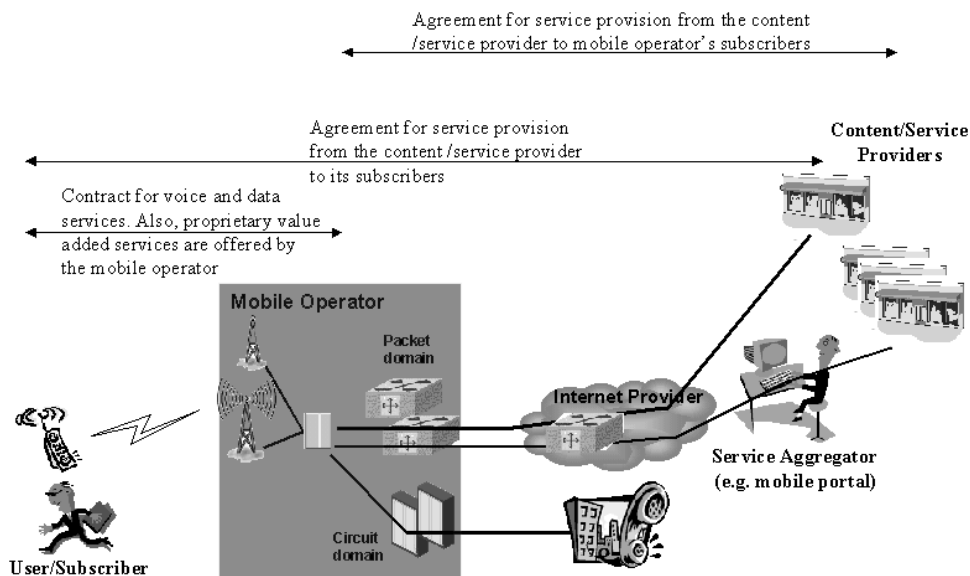 Agreement for service provision from the content
/service provider to mobile operator's subscribers
Agreement for service provision
from the content /service provider
to its subscribers
Content/Service
Providers
Contract for voice and data
services. Also, proprietary value
added services are offered by
the mobile operator
Mobile Operator
Packet
domain
Internet Provider
Service Aggregator
(e.g. mobile portal)
Circuit
domain
User/Subscriber